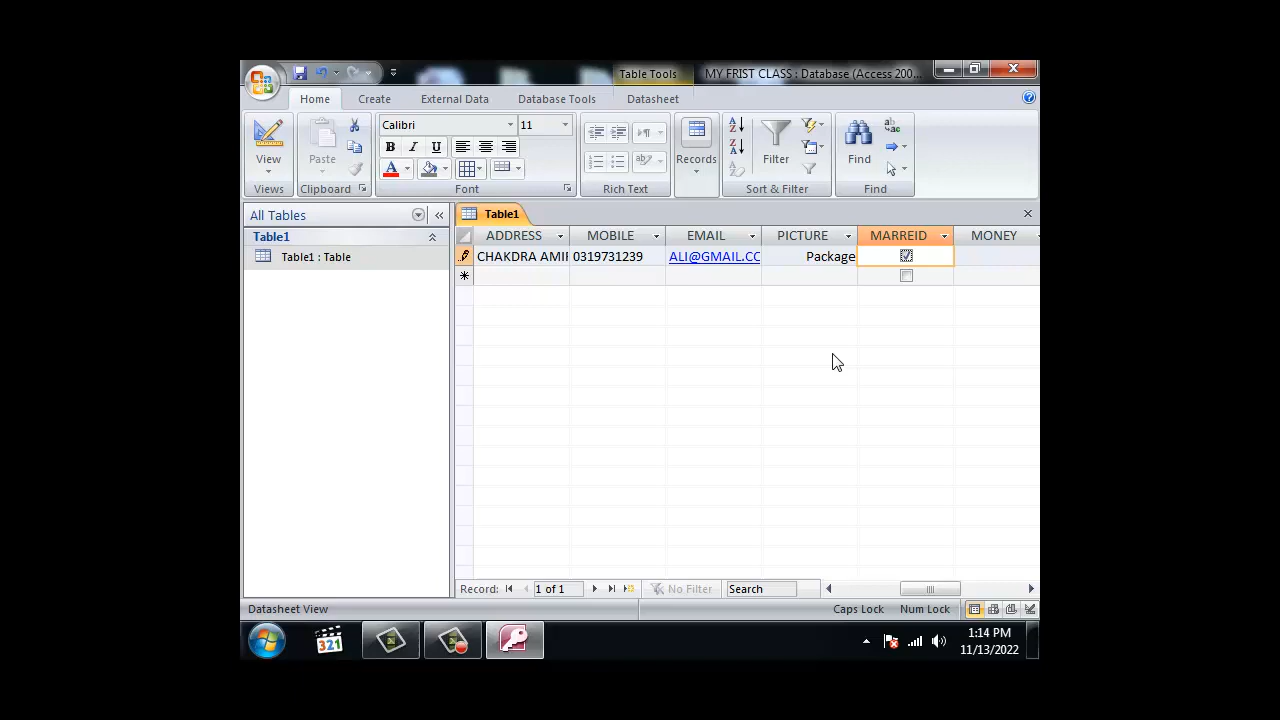 Table Tools
MY FRIST CLASS : Database (Access 200...
Home
Create
External Data
Database Tools
Datasheet
View
Paste
Calibri
11
Records
Filter
Find
Views
Clipboard
Font
Rich Text
Sort & Filter
Find
All Tables
Table1
Table1
Table1 : Table
ADDRESS
MOBILE
EMAIL
PICTURE
MARREID
MONEY
CHAKDRA AMIR
0319731239
ALI@GMAIL.CC
Package
Record:
1 of 1
No Filter
Search
Datasheet View
Caps Lock
Num Lock
321
1:14 PM
11/13/2022